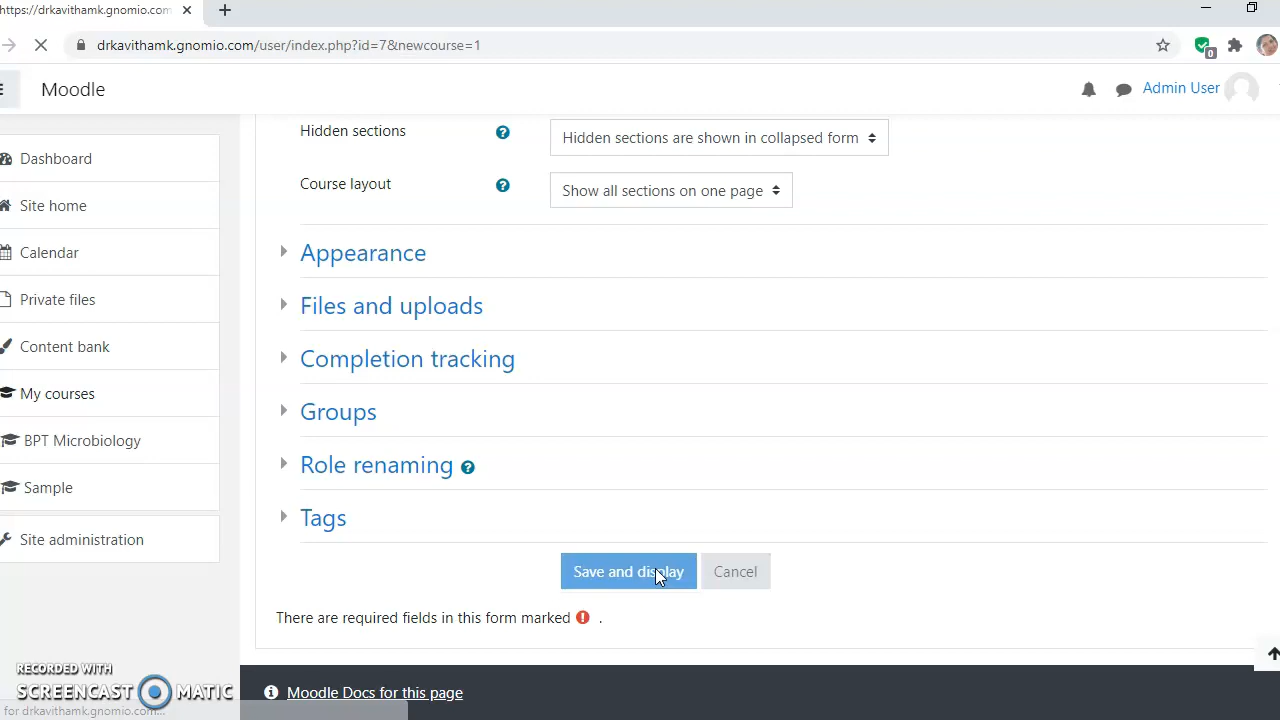 https://drkavithamk.gnomio.com
drkavithamk.gnomio.com/user/index.php?id=7&newcourse=1
0
Moodle
Admin User
Dashboard
Site home
Calendar
Private files
Content bank
My courses
BPT Microbiology
Sample
Site administration
Hidden sections
Hidden sections are shown in collapsed form
Course layout
Show all sections on one page
Appearance
Files and uploads
Completion tracking
Groups
Role renaming
Tags
Save and display
Cancel
There are required fields in this form marked .
Moodle Docs for this page
RECORDED WITH
SCREENCAST MATIC
for drkavithamk.gnomio.com...